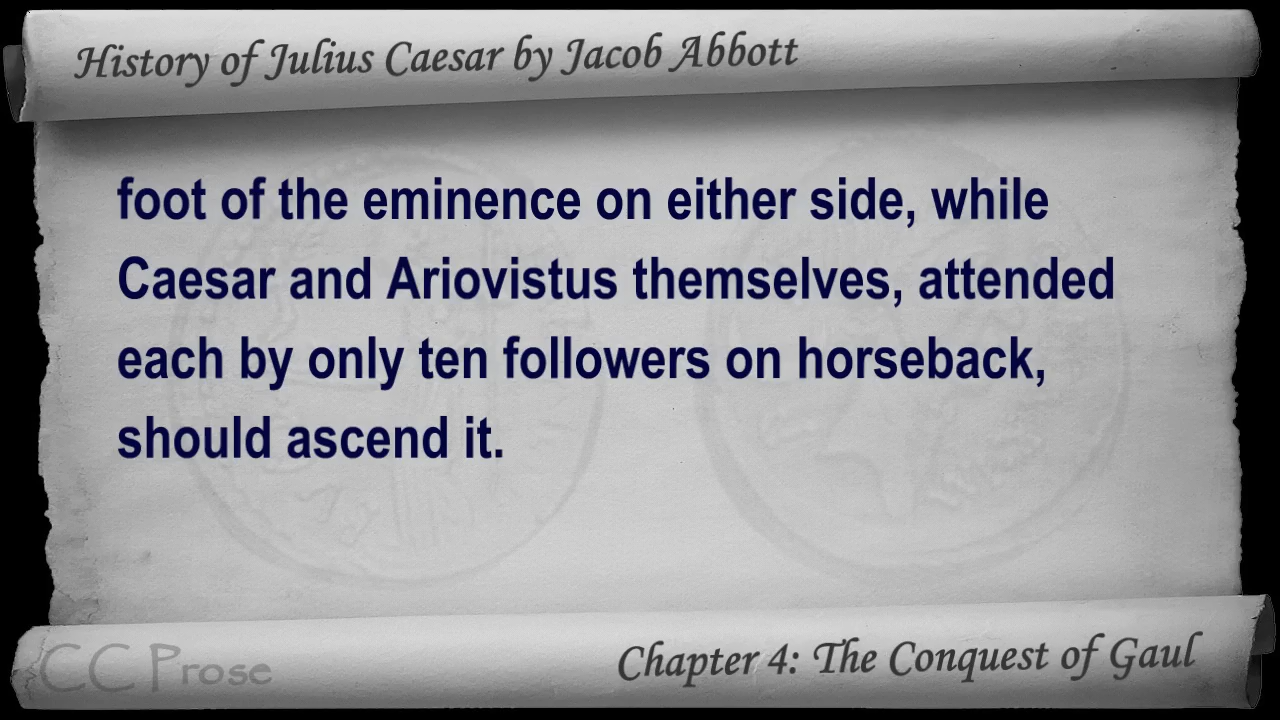 History of Julius Caesar by Jacob Abbott
foot of the eminence on either side, while
Caesar and Ariovistus themselves, attended
each by only ten followers on horseback,
should ascend it.
CC Prose
Chapter 4: The Conquest of Gaul